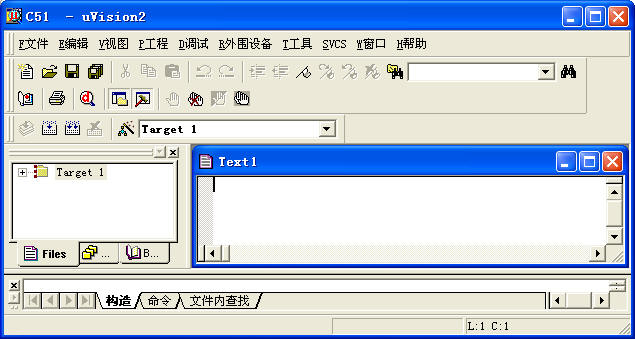 C51 - uVision2
F文件 E编辑 V视图 P工程 D调试 R外围设备 T工具 SVCS W窗口 H帮助
Target 1
Target 1
Text1
Files ... B...
构造 命令 文件内查找
L:1 C:1